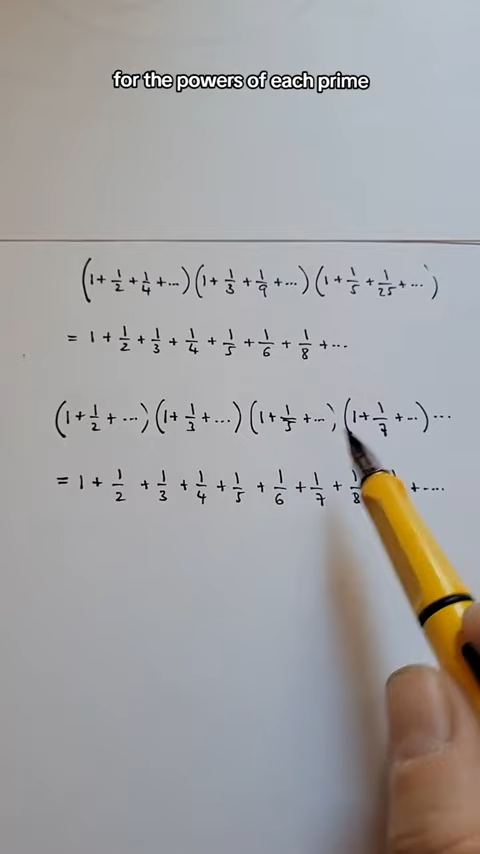 for the powers of each prime
(1 + 1/2 + 1/4 + ...)(1 + 1/3 + 1/9 + ...)(1 + 1/5 + 1/25 + ...)
= 1 + 1/2 + 1/3 + 1/4 + 1/5 + 1/6 + 1/8 + ...
(1 + 1/2 + ...)(1 + 1/3 + ...)(1 + 1/5 + ...)(1 + 1/7 + ...) ...
= 1 + 1/2 + 1/3 + 1/4 + 1/5 + 1/6 + 1/7 + 1/8 + ....